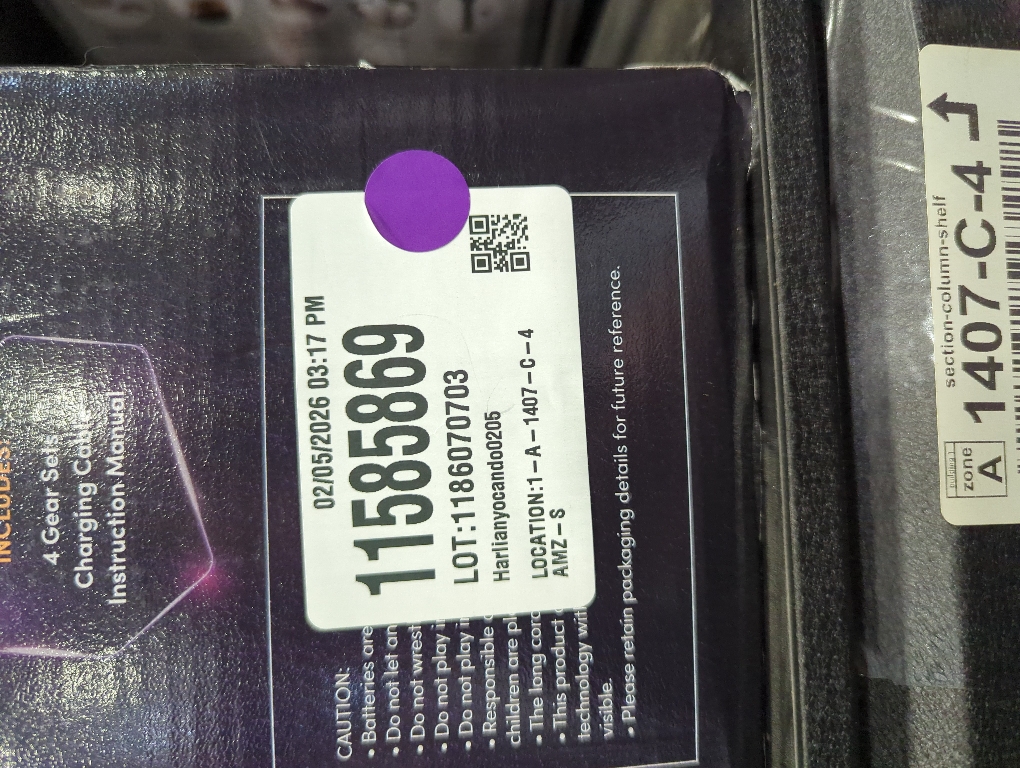 INCLUDES:
4 Gear Sets
Charging Cable
Instruction Manual
02/05/2026 03:17 PM
11585869
LOT:1186070703
Harlianyocando0205
LOCATION:1-A-1407-C-4
AMZ-S
CAUTION:
• Batteries are
• Do not let an
• Do not wrest
• Do not play i
• Do not play i
• Responsible
children are pl
• The long cord
• This product
technology wit
visible.
• Please retain packaging details for future reference.
zone
A
section-column-shelf
1407-C-4